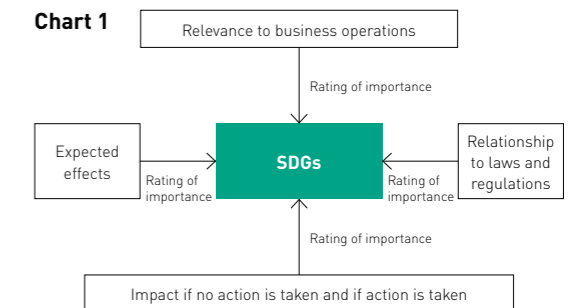 Chart 1
Relevance to business operations
Rating of importance
Expected
effects
Rating of
importance
SDGs
Rating of
importance
Relationship
to laws and
regulations
Rating of importance
Impact if no action is taken and if action is taken